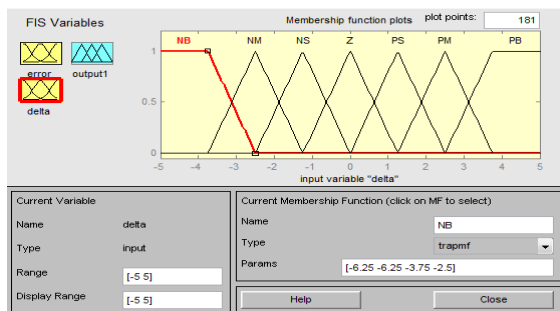 FIS Variables
Membership function plots plot points: 181
error output1
delta
NB NM NS Z PS PM PB
1
0.5
0
-5 -4 -3 -2 -1 0 1 2 3 4 5
input variable "delta"
Current Variable
Name delta
Type input
Range [-5 5]
Display Range [-5 5]
Current Membership Function (click on MF to select)
Name NB
Type trapmf
Params [-6.25 -6.25 -3.75 -2.5]
Help Close